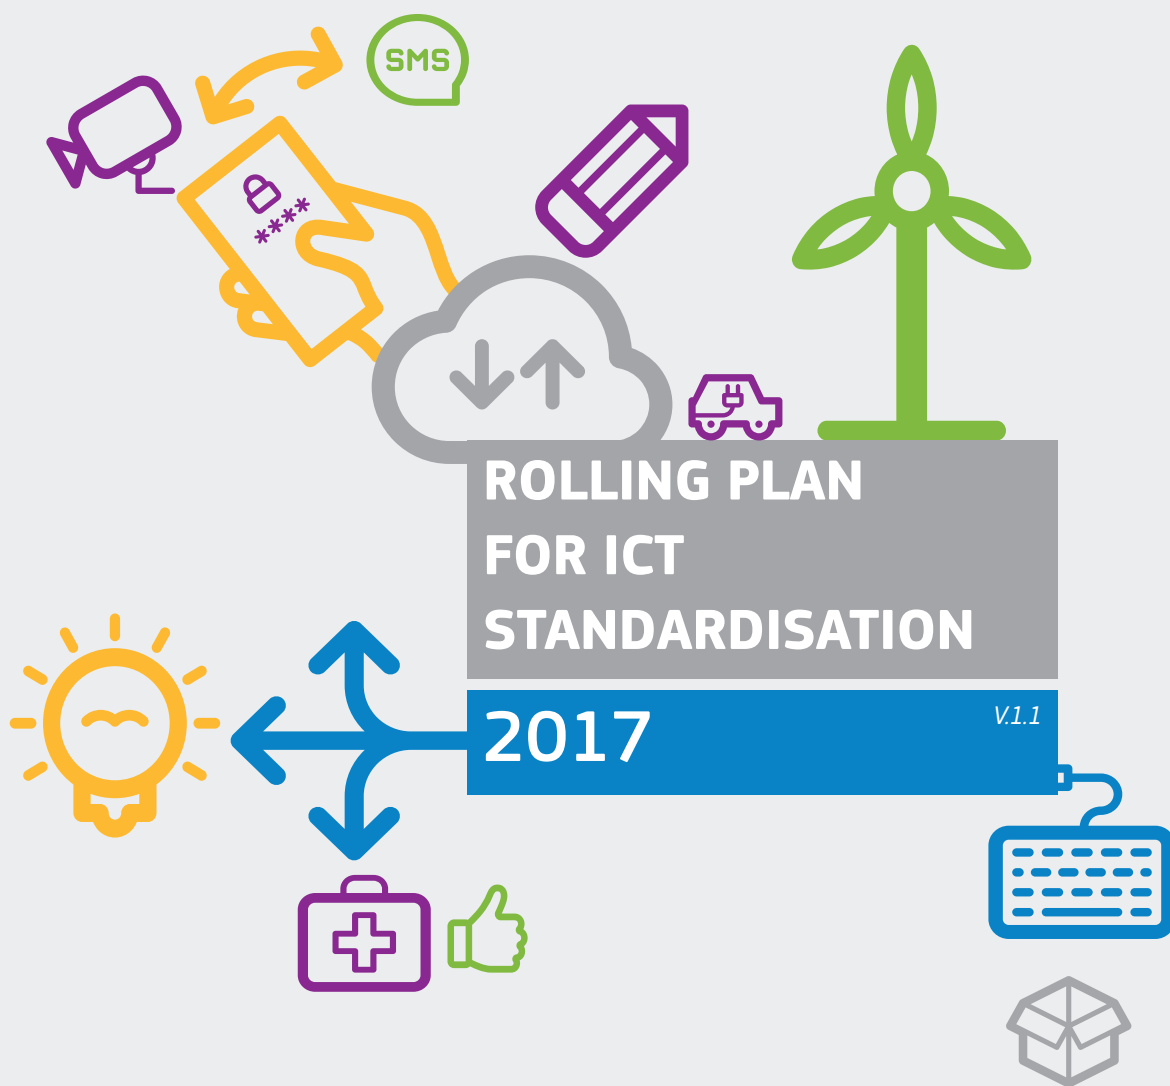 SMS
****
ROLLING PLAN
FOR ICT
STANDARDISATION
2017
V.1.1